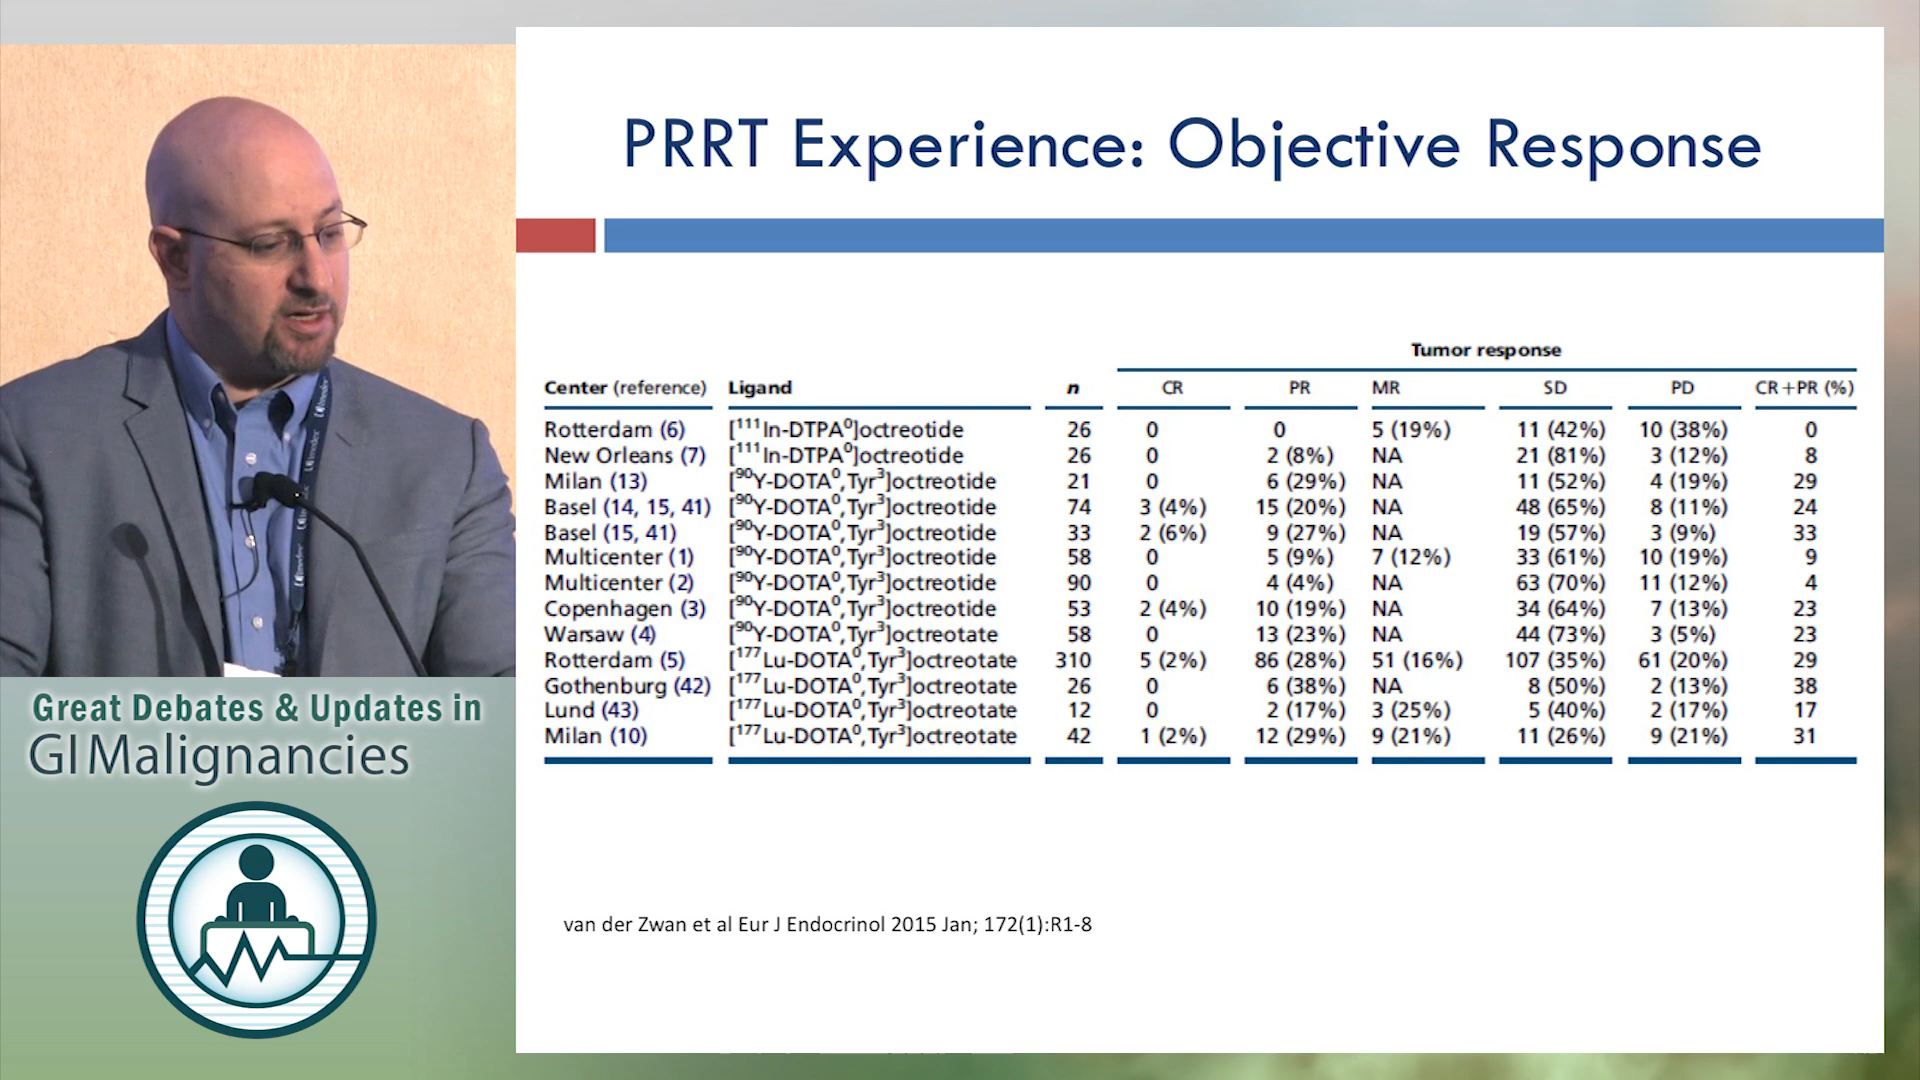 PRRT Experience: Objective Response
Tumor response
Center (reference) Ligand n CR PR MR SD PD CR+PR (%)
Rotterdam (6) [¹¹¹In-DTPA⁰]octreotide 26 0 0 5 (19%) 11 (42%) 10 (38%) 0
New Orleans (7) [¹¹¹In-DTPA⁰]octreotide 26 0 2 (8%) NA 21 (81%) 3 (12%) 8
Milan (13) [⁹⁰Y-DOTA⁰,Tyr³]octreotide 21 0 6 (29%) NA 11 (52%) 4 (19%) 29
Basel (14, 15, 41) [⁹⁰Y-DOTA⁰,Tyr³]octreotide 74 3 (4%) 15 (20%) NA 48 (65%) 8 (11%) 24
Basel (15, 41) [⁹⁰Y-DOTA⁰,Tyr³]octreotide 33 2 (6%) 9 (27%) NA 19 (57%) 3 (9%) 33
Multicenter (1) [⁹⁰Y-DOTA⁰,Tyr³]octreotide 58 0 5 (9%) 7 (12%) 33 (61%) 10 (19%) 9
Multicenter (2) [⁹⁰Y-DOTA⁰,Tyr³]octreotide 90 0 4 (4%) NA 63 (70%) 11 (12%) 4
Copenhagen (3) [⁹⁰Y-DOTA⁰,Tyr³]octreotide 53 2 (4%) 10 (19%) NA 34 (64%) 7 (13%) 23
Warsaw (4) [⁹⁰Y-DOTA⁰,Tyr³]octreotate 58 0 13 (23%) NA 44 (73%) 3 (5%) 23
Rotterdam (5) [¹⁷⁷Lu-DOTA⁰,Tyr³]octreotate 310 5 (2%) 86 (28%) 51 (16%) 107 (35%) 61 (20%) 29
Gothenburg (42) [¹⁷⁷Lu-DOTA⁰,Tyr³]octreotate 26 0 6 (38%) NA 8 (50%) 2 (13%) 38
Lund (43) [¹⁷⁷Lu-DOTA⁰,Tyr³]octreotate 12 0 2 (17%) 3 (25%) 5 (40%) 2 (17%) 17
Milan (10) [¹⁷⁷Lu-DOTA⁰,Tyr³]octreotate 42 1 (2%) 12 (29%) 9 (21%) 11 (26%) 9 (21%) 31
van der Zwan et al Eur J Endocrinol 2015 Jan; 172(1):R1-8
Great Debates & Updates in
GI Malignancies